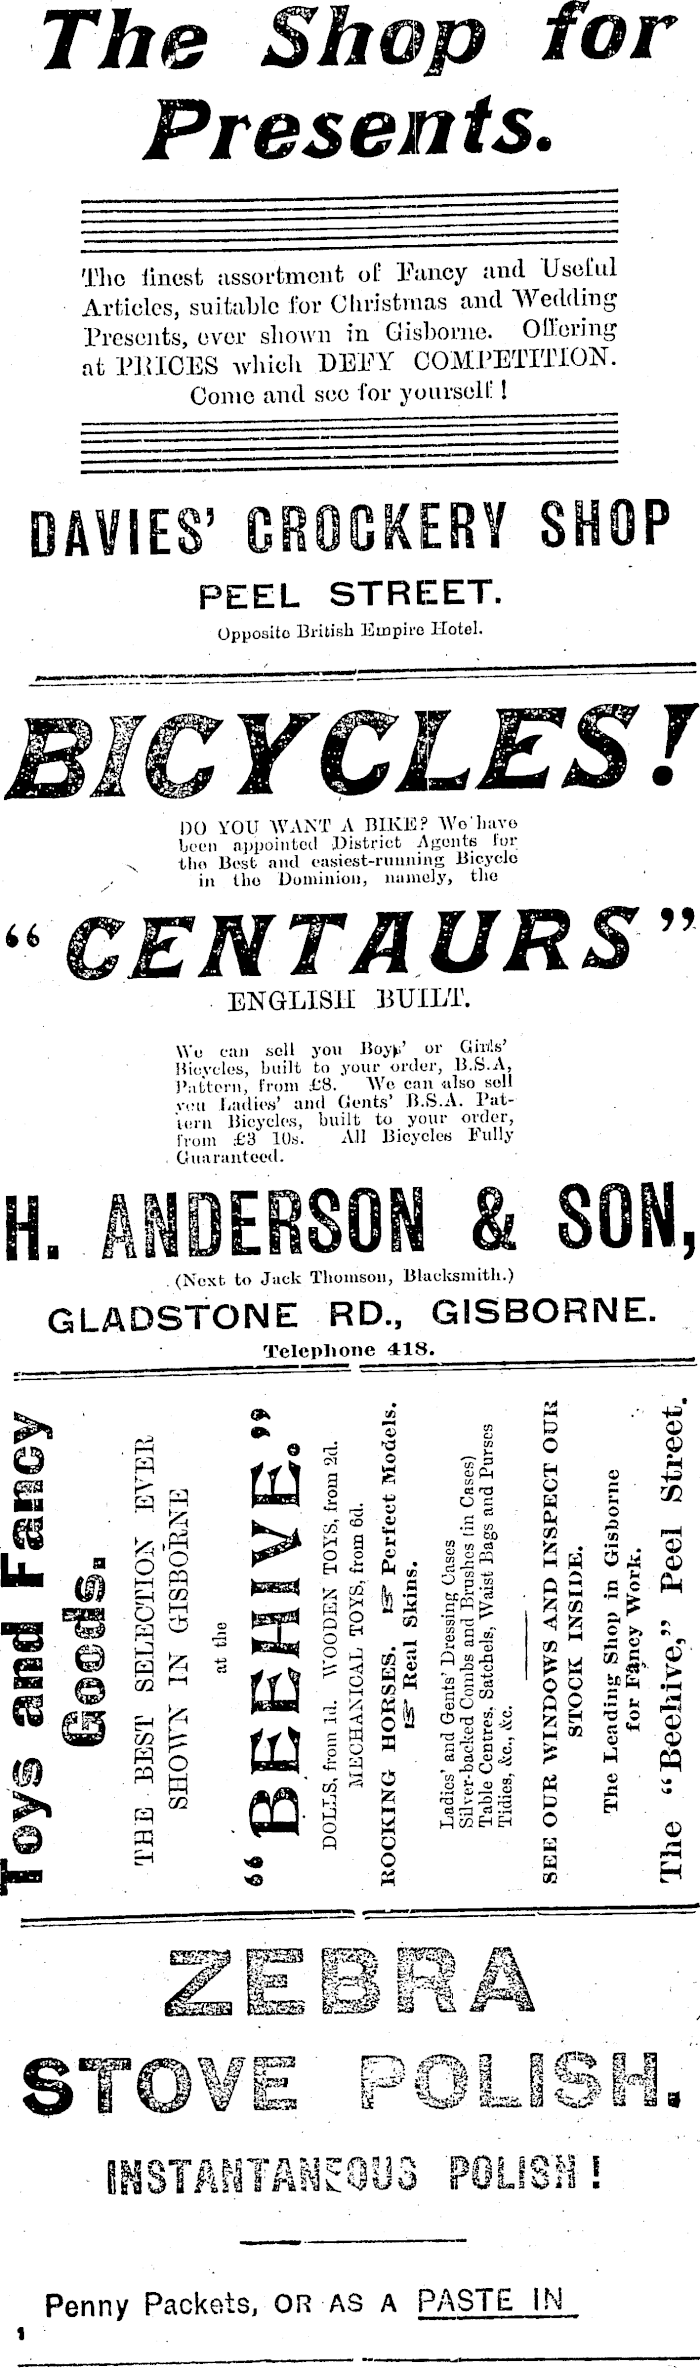 The Shop for
Presents.
The finest assortment of Fancy and Useful
Articles, suitable for Christmas and Wedding
Presents, ever shown in Gisborne. Offering
at PRICES which DEFY COMPETITION.
Come and see for yourself!
DAVIES' CROCKERY SHOP
PEEL STREET.
Opposite British Empire Hotel.
BICYCLES!
DO YOU WANT A BIKE? We have
been appointed District Agents for
the Best and easiest-running Bicycle
in the Dominion, namely, the
"CENTAURS"
ENGLISH BUILT.
We can sell you Boys' or Girls'
Bicycles, built to your order, B.S.A,
Pattern, from £8. We can also sell
you Ladies' and Gents' B.S.A. Pat-
tern Bicycles, built to your order,
from £3 10s. All Bicycles Fully
Guaranteed.
H. ANDERSON & SON,
(Next to Jack Thomson, Blacksmith.)
GLADSTONE RD., GISBORNE.
Telephone 418.
Toys and Fancy
Goods.
THE BEST SELECTION EVER
SHOWN IN GISBORNE
at the
"BEEHIVE."
DOLLS, from 1d. WOODEN TOYS, from 2d.
MECHANICAL TOYS, from 6d.
ROCKING HORSES. ☞ Perfect Models.
☞ Real Skins.
Ladies' and Gents' Dressing Cases
Silver-backed Combs and Brushes (in Cases)
Table Centres, Satchels, Waist Bags and Purses
Tidies, &c., &c.
SEE OUR WINDOWS AND INSPECT OUR
STOCK INSIDE.
The Leading Shop in Gisborne
for Fancy Work.
The "Beehive," Peel Street.
ZEBRA
STOVE POLISH.
INSTANTANEOUS POLISH!
Penny Packets, OR AS A PASTE IN
1